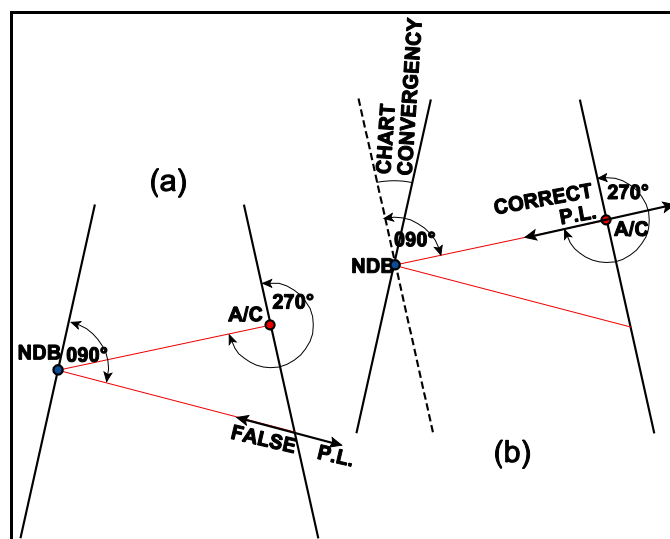 (a)
NDB
090°
A/C
270°
FALSE P.L.
CHART
CONVERGENCY
NDB
090°
CORRECT
P.L.
270°
A/C
(b)